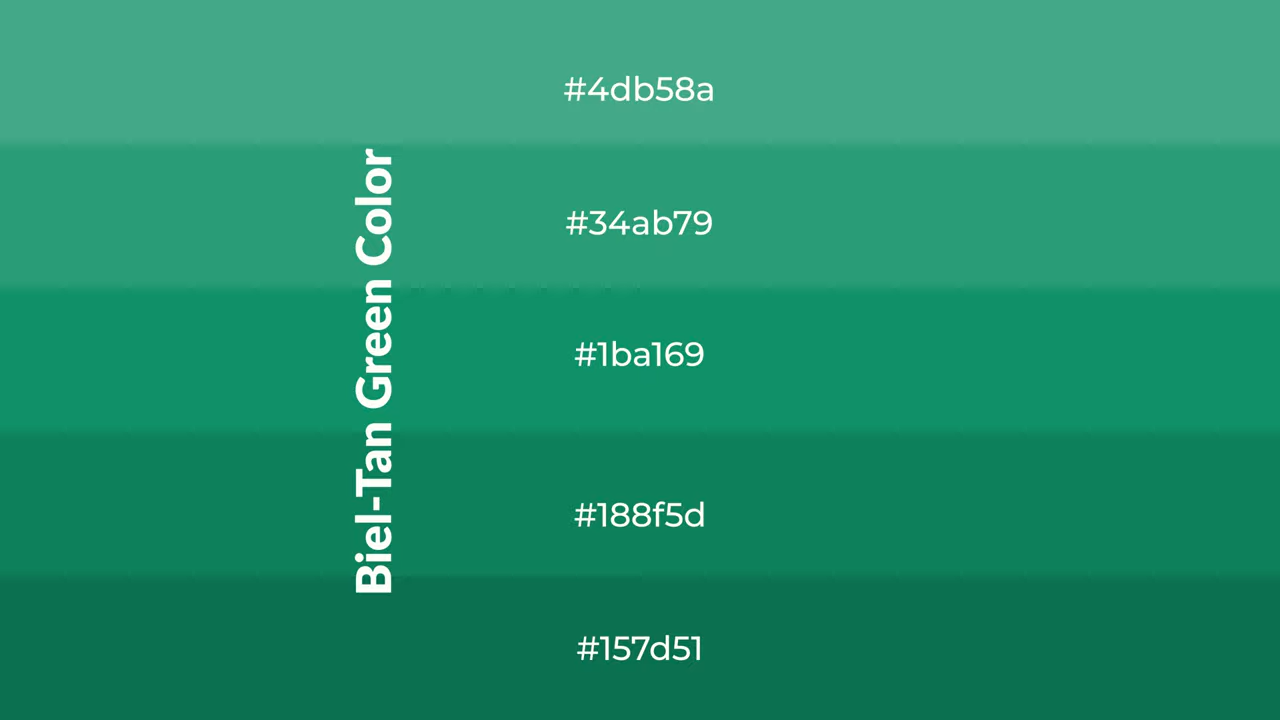 Biel-Tan Green Color
#4db58a
#34ab79
#1ba169
#188f5d
#157d51